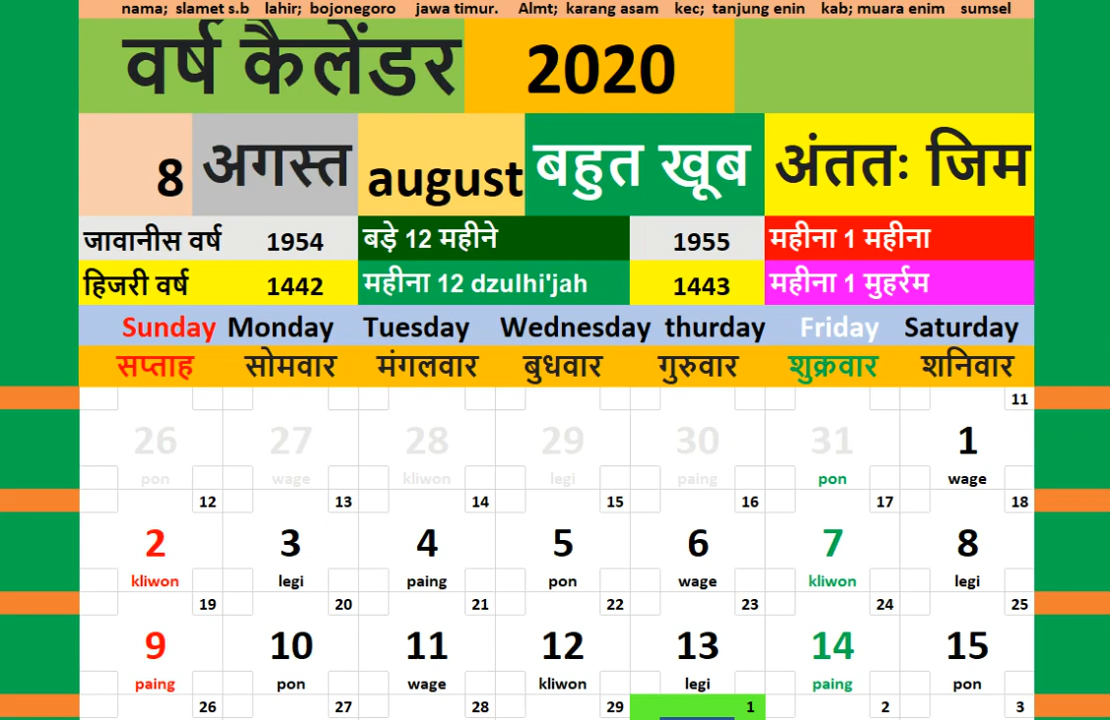 nama; slamet s.b lahir; bojonegoro jawa timur. Almt; karang asam kec; tanjung enin kab; muara enim sumsel
वर्ष कैलेंडर 2020
8 अगस्त august बहुत खूब अंततः जिम
जावानीस वर्ष 1954 बड़े 12 महीने 1955 महीना 1 महीना
हिजरी वर्ष 1442 महीना 12 dzulhi'jah 1443 महीना 1 मुहर्रम
Sunday Monday Tuesday Wednesday thurday Friday Saturday
सप्ताह सोमवार मंगलवार बुधवार गुरुवार शुक्रवार शनिवार
11
26 27 28 29 30 31 1
pon wage kliwon legi paing pon wage
12 13 14 15 16 17 18
2 3 4 5 6 7 8
kliwon legi paing pon wage kliwon legi
19 20 21 22 23 24 25
9 10 11 12 13 14 15
paing pon wage kliwon legi paing pon
26 27 28 29 1 2 3